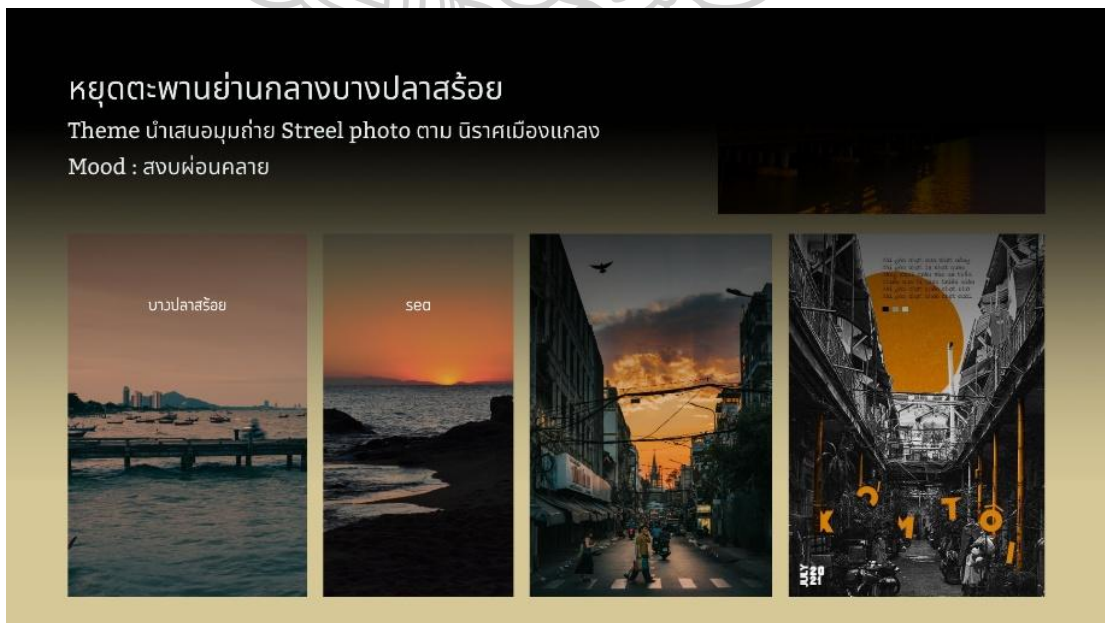 หยุดตะพานย่านกลางบางปลาสร้อย
Theme นำเสนอมุมถ่าย Streel photo ตาม นิราศเมืองแกลง
Mood : สงบผ่อนคลาย
บางปลาสร้อย
sea
KOMTOI
JULY
20
21